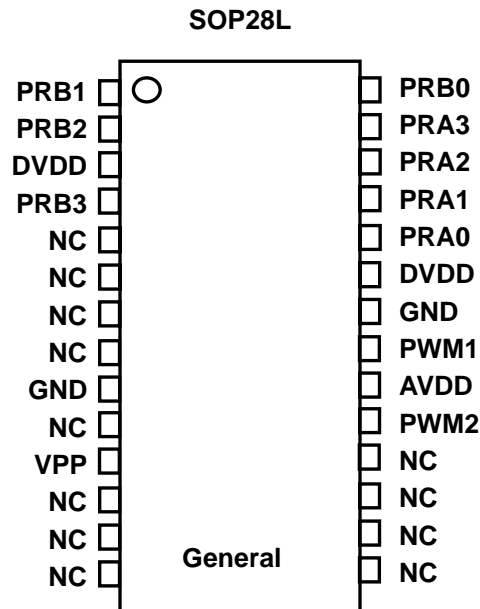 SOP28L
PRB1 PRB0
PRB2 PRA3
DVDD PRA2
PRB3 PRA1
NC PRA0
NC DVDD
NC GND
NC PWM1
GND AVDD
NC PWM2
VPP NC
NC NC
NC NC
NC General NC